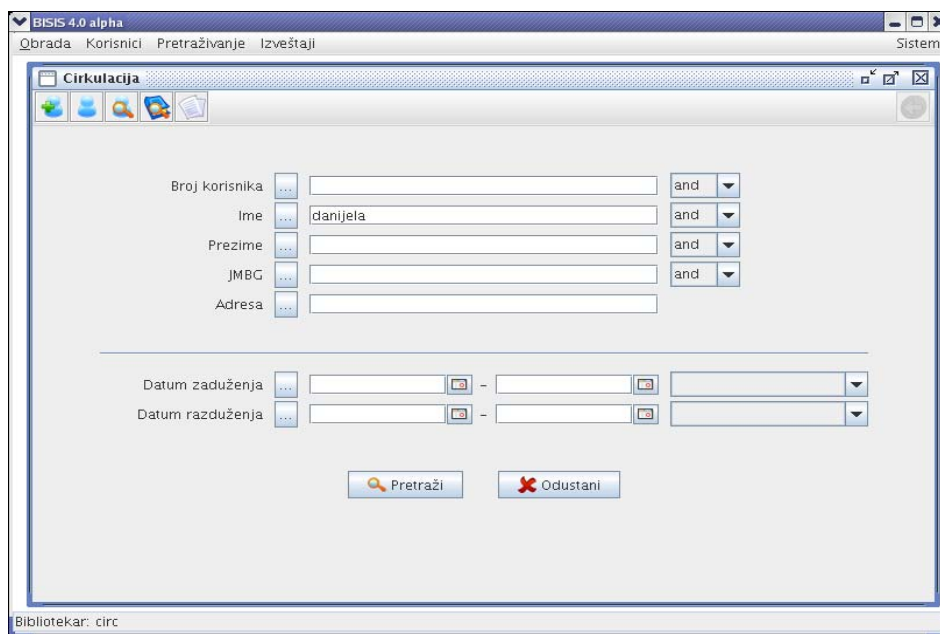 BISIS 4.0 alpha
Obrada Korisnici Pretraživanje Izveštaji Sistem
Cirkulacija
Broj korisnika ... and
Ime ... danijela and
Prezime ... and
JMBG ... and
Adresa ...
Datum zaduženja ... -
Datum razduženja ... -
Pretraži Odustani
Bibliotekar: circ